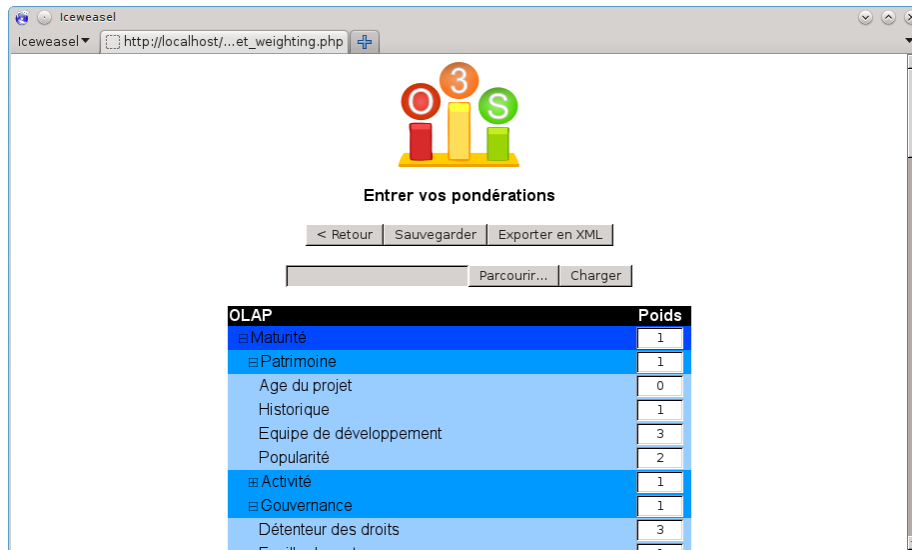 Iceweasel
Iceweasel http://localhost/...et_weighting.php
O 3 S
Entrer vos pondérations
< Retour Sauvegarder Exporter en XML
Parcourir... Charger
OLAP Poids
Maturité 1
Patrimoine 1
Age du projet 0
Historique 1
Equipe de développement 3
Popularité 2
Activité 1
Gouvernance 1
Détenteur des droits 3